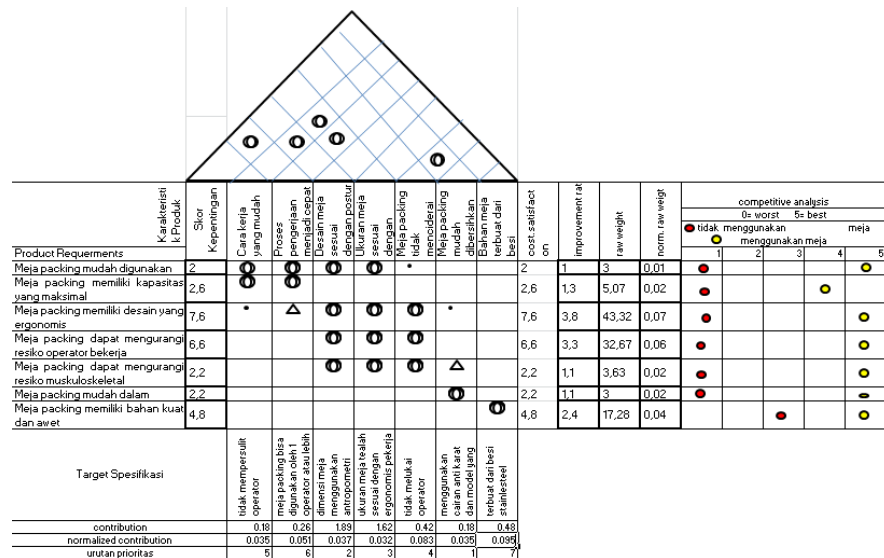 Karakteristi
k Produk
Skor
Kepentingan
Cara kerja
yang mudah
Proses
pengerjaan
menjadi cepat
Desain meja
sesuai
dengan postur
Ukuran meja
sesuai
dengan
Meja packing
tidak
menciderai
Meja packing
mudah
dibersihkan
Bahan meja
terbuat dari
besi
cost. satisfact
on
improvement rat
raw weight
norm. raw weigt
competitive analysis
0= worst 5= best
tidak menggunakan meja
menggunakan meja
1 2 3 4 5
Product Requerments
Meja packing mudah digunakan 2 2 1 3 0,01
Meja packing memiliki kapasitas
yang maksimal 2,6 2,6 1,3 5,07 0,02
Meja packing memiliki desain yang
ergonomis 7,6 7,6 3,8 43,32 0,07
Meja packing dapat mengurangi
resiko operator bekerja 6,6 6,6 3,3 32,67 0,06
Meja packing dapat mengurangi
resiko muskuloskeletal 2,2 2,2 1,1 3,63 0,02
Meja packing mudah dalam 2,2 2,2 1,1 3 0,02
Meja packing memiliki bahan kuat
dan awet 4,8 4,8 2,4 17,28 0,04
Target Spesifikasi
tidak mempersulit
operator
meja packing bisa
digunakan oleh 1
operator atau lebih
dimensi meja
menggunakan
antropometri
ukuran meja tealah
sesuai dengan
ergonomis pekerja
tidak melukai
operator
menggunakan
cairan anti karat
dan model yang
terbuat dari besi
stainlesteel
contribution 0.18 0.26 1.89 1.62 0.42 0.18 0.48
normalized contribution 0.035 0.051 0.037 0.032 0.083 0.035 0.095
urutan prioritas 5 6 2 3 4 1 7